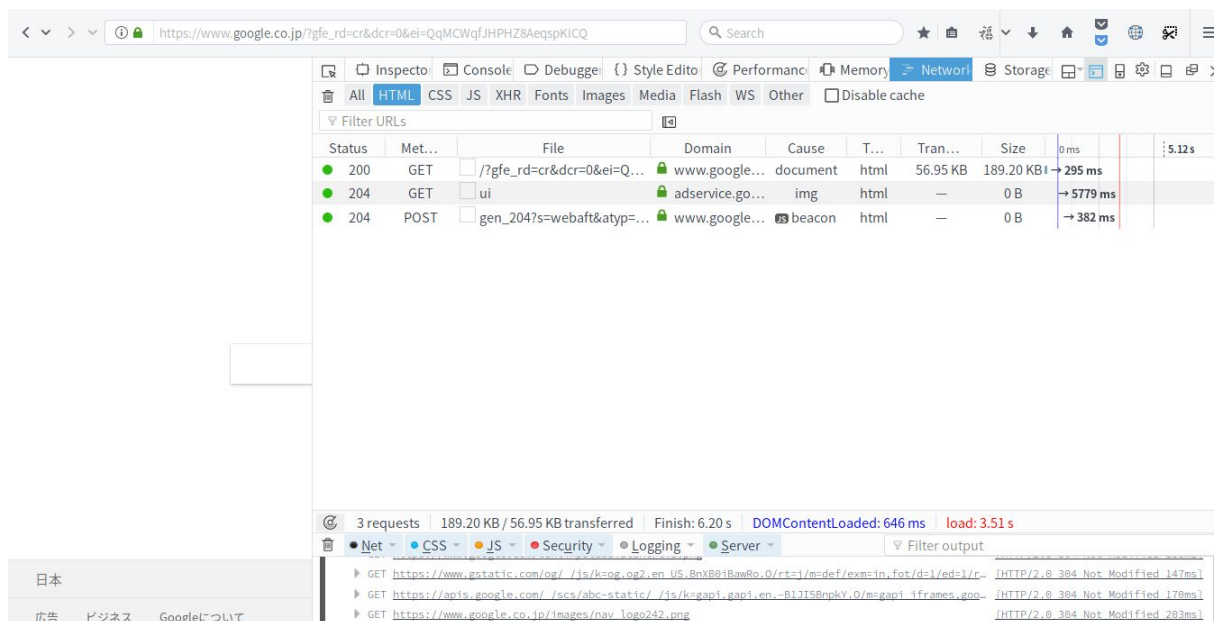 https://www.google.co.jp/?gfe_rd=cr&dcr=0&ei=QqMCWqfJHPHZ8AeqspKICQ Search
Inspecto Console Debugge {} Style Edito Performanc Memory Network Storage
All HTML CSS JS XHR Fonts Images Media Flash WS Other Disable cache
Filter URLs
Status Met... File Domain Cause T... Tran... Size 0 ms 5.12 s
200 GET /?gfe_rd=cr&dcr=0&ei=Q... www.google... document html 56.95 KB 189.20 KB → 295 ms
204 GET ui adservice.go... img html — 0 B → 5779 ms
204 POST gen_204?s=webaft&atyp=... www.google... JS beacon html — 0 B → 382 ms
3 requests 189.20 KB / 56.95 KB transferred Finish: 6.20 s DOMContentLoaded: 646 ms load: 3.51 s
Net CSS JS Security Logging Server Filter output
GET https://www.gstatic.com/og/_/js/k=og.og2.en_US.BnXB0iBawRo.O/rt=j/m=def/exm=in,fot/d=1/ed=1/r… [HTTP/2.0 304 Not Modified 147ms]
GET https://apis.google.com/_/scs/abc-static/_/js/k=gapi.gapi.en.-BlJI5BnpkY.O/m=gapi_iframes,goo… [HTTP/2.0 304 Not Modified 170ms]
GET https://www.google.co.jp/images/nav_logo242.png [HTTP/2.0 304 Not Modified 203ms]
日本
広告 ビジネス Googleについて